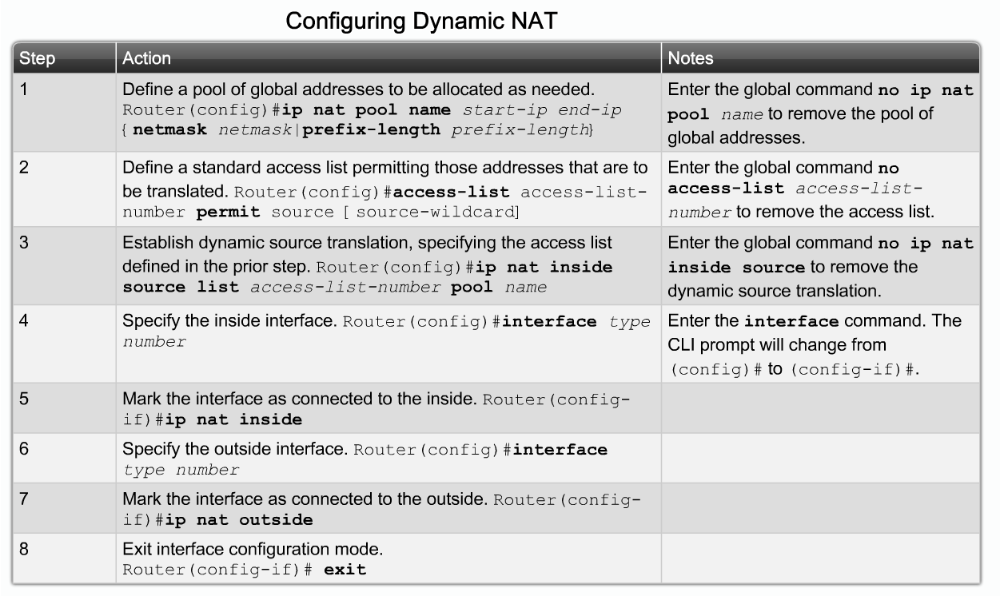 Configuring Dynamic NAT
Step
Action
Notes
1
Define a pool of global addresses to be allocated as needed.
Router(config)#ip nat pool name start-ip end-ip
{ netmask netmask|prefix-length prefix-length}
Enter the global command no ip nat
pool name to remove the pool of
global addresses.
2
Define a standard access list permitting those addresses that are to
be translated. Router(config)#access-list access-list-
number permit source [ source-wildcard]
Enter the global command no
access-list access-list-
number to remove the access list.
3
Establish dynamic source translation, specifying the access list
defined in the prior step. Router(config)#ip nat inside
source list access-list-number pool name
Enter the global command no ip nat
inside source to remove the
dynamic source translation.
4
Specify the inside interface. Router(config)#interface type
number
Enter the interface command. The
CLI prompt will change from
(config)# to (config-if)#.
5
Mark the interface as connected to the inside. Router(config-
if)#ip nat inside
6
Specify the outside interface. Router(config)#interface
type number
7
Mark the interface as connected to the outside. Router(config-
if)#ip nat outside
8
Exit interface configuration mode.
Router(config-if)# exit